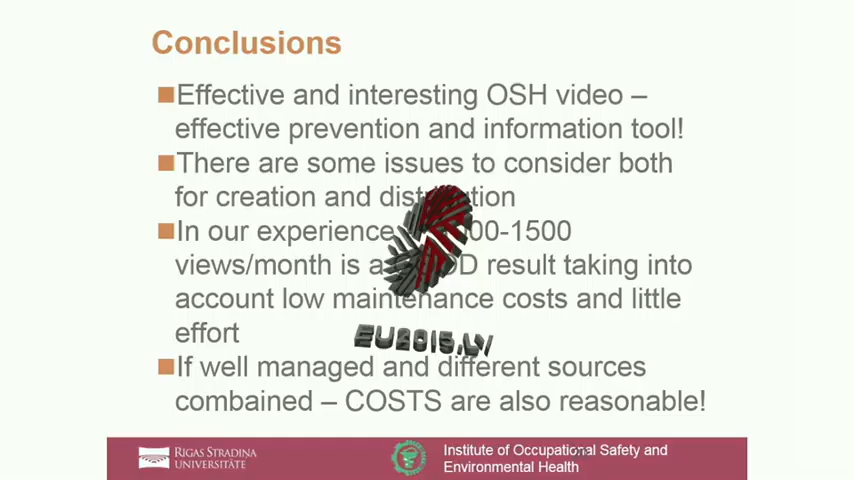 Conclusions
Effective and interesting OSH video –
effective prevention and information tool!
There are some issues to consider both
for creation and
In our experience
views/month is a result taking into
account low maintenance costs and little
effort
If well managed and different sources
combained – COSTS are also reasonable!
EU2015.LV
RIGAS STRADINA
UNIVERSITATE
Institute of Occupational Safety and
Environmental Health